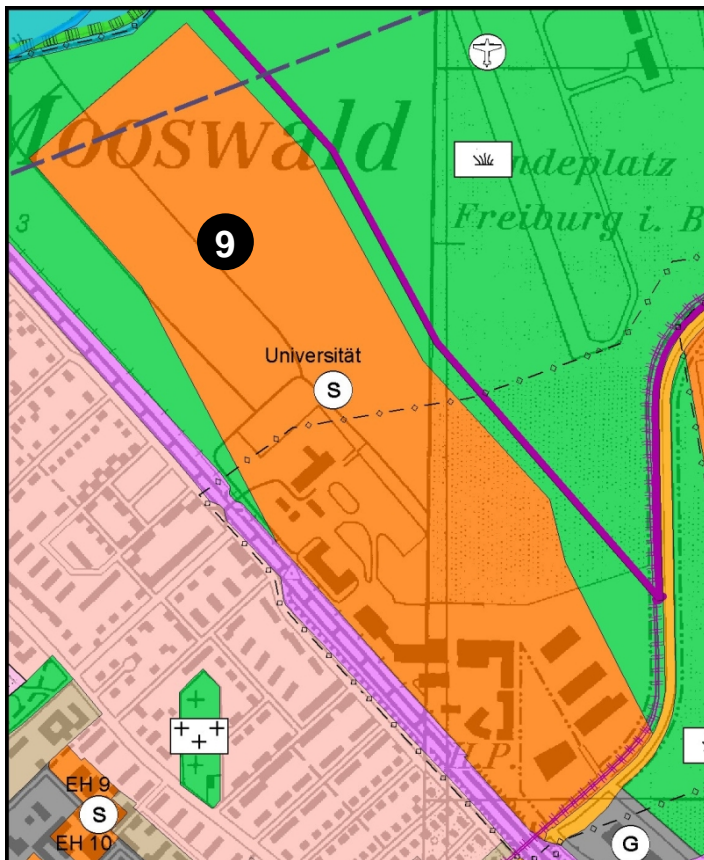 Mooswald
ndeplatz
Freiburg i. B
3
9
Universität
S
H.P.
EH 9
S
EH 10
G